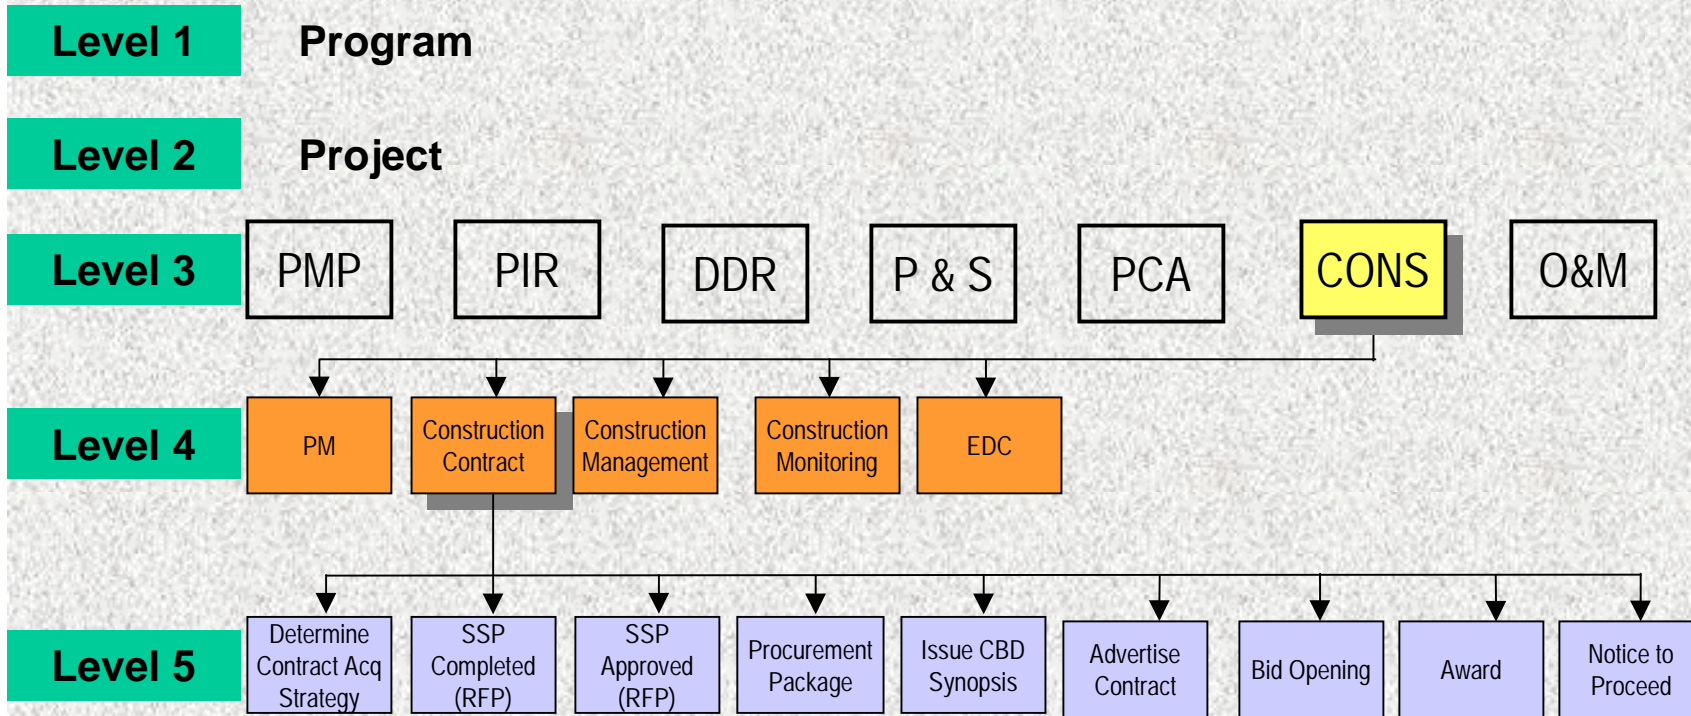 Level 1
Program
Level 2
Project
Level 3
PMP
PIR
DDR
P & S
PCA
CONS
O&M
Level 4
PM
Construction
Contract
Construction
Management
Construction
Monitoring
EDC
Level 5
Determine
Contract Acq
Strategy
SSP
Completed
(RFP)
SSP
Approved
(RFP)
Procurement
Package
Issue CBD
Synopsis
Advertise
Contract
Bid Opening
Award
Notice to
Proceed